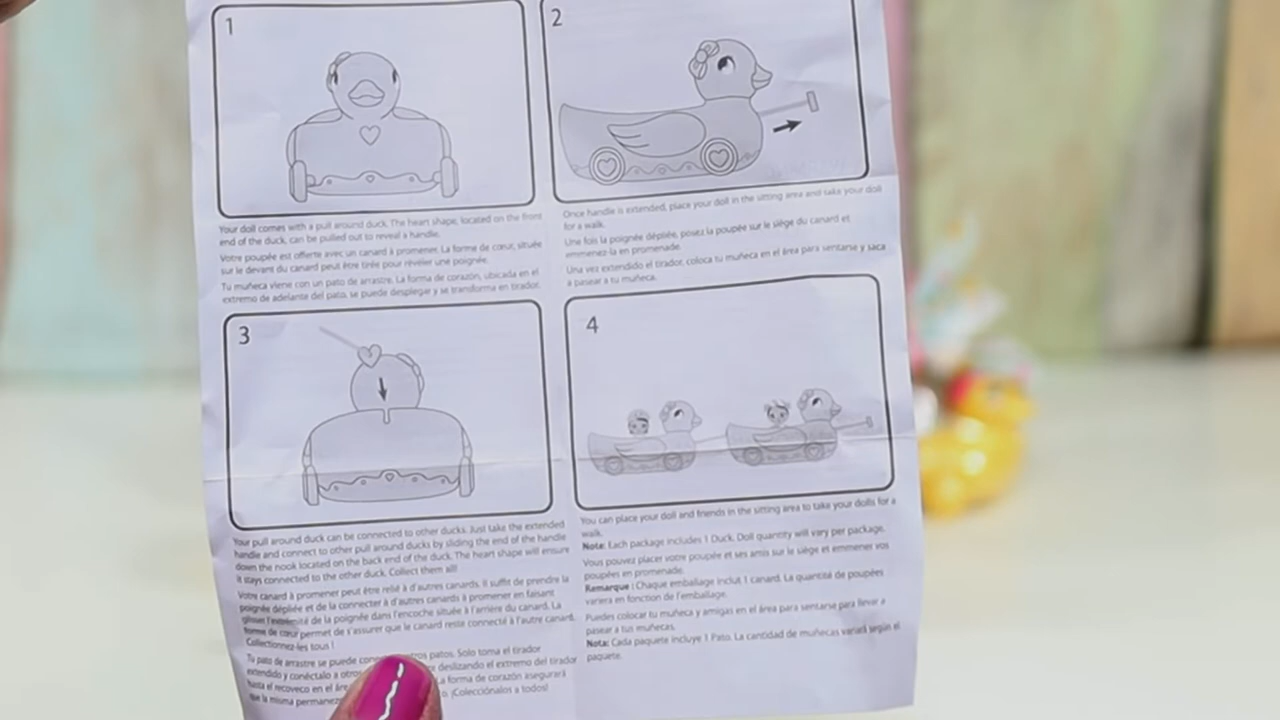 1
Your doll comes with a pull around duck. The heart shape, located on the front
end of the duck, can be pulled out to reveal a handle.
Votre poupée est offerte avec un canard à promener. La forme de cœur, située
sur le devant du canard peut être tirée pour révéler une poignée.
Tu muñeca viene con un pato de arrastre. La forma de corazón, ubicada en el
extremo de adelante del pato, se puede desplegar y se transforma en tirador.
2
Once handle is extended, place your doll in the sitting area and take your doll
for a walk.
Une fois la poignée dépliée, posez la poupée sur le siège du canard et
emmenez-la en promenade.
Una vez extendido el tirador, coloca tu muñeca en el área para sentarse y saca
a pasear a tu muñeca.
3
Your pull around duck can be connected to other ducks. Just take the extended
handle and connect to other pull around ducks by sliding the end of the handle
down the nook located on the back end of the duck. The heart shape will ensure
it stays connected to the other duck. Collect them all!
Votre canard à promener peut être relié à d'autres canards. Il suffit de prendre la
poignée dépliée et de la connecter à d'autres canards à promener en faisant
glisser l'extrémité de la poignée dans l'encoche située à l'arrière du canard. La
forme de cœur permet de s'assurer que le canard reste connecté à l'autre canard.
Collectionnez-les tous !
Tu pato de arrastre se puede otros patos. Solo toma el tirador
extendido y conéctalo a otros deslizando el extremo del tirador
hasta el recoveco en el La forma de corazón asegurará
que la misma ¡Colecciónalos a todos!
4
You can place your doll and friends in the sitting area to take your dolls for a
walk.
Note: Each package includes 1 Duck. Doll quantity will vary per package.
Vous pouvez placer votre poupée et ses amis sur le siège et emmener vos
poupées en promenade.
Remarque : Chaque emballage inclut 1 canard. La quantité de poupées
variera en fonction de l'emballage.
Puedes colocar tu muñeca y amigas en el área para sentarse para llevar a
pasear a tus muñecas.
Nota: Cada paquete incluye 1 Pato. La cantidad de muñecas variará según el
paquete.